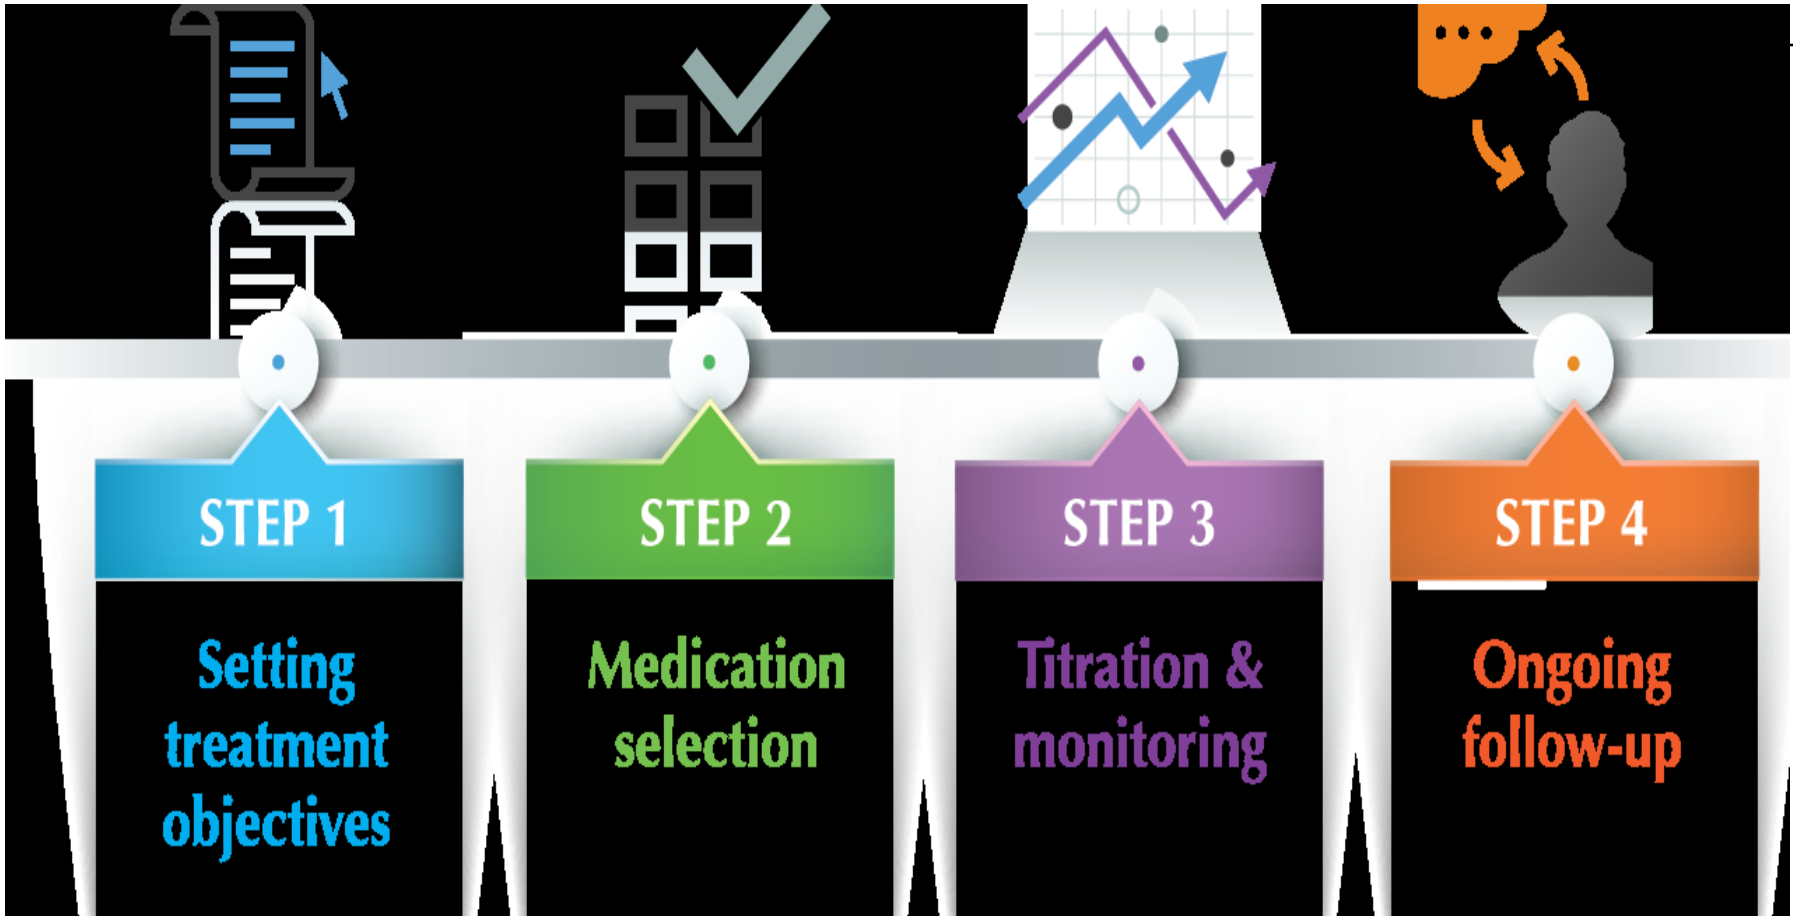 STEP 1
Setting
treatment
objectives
STEP 2
Medication
selection
STEP 3
Titration &
monitoring
STEP 4
Ongoing
follow-up